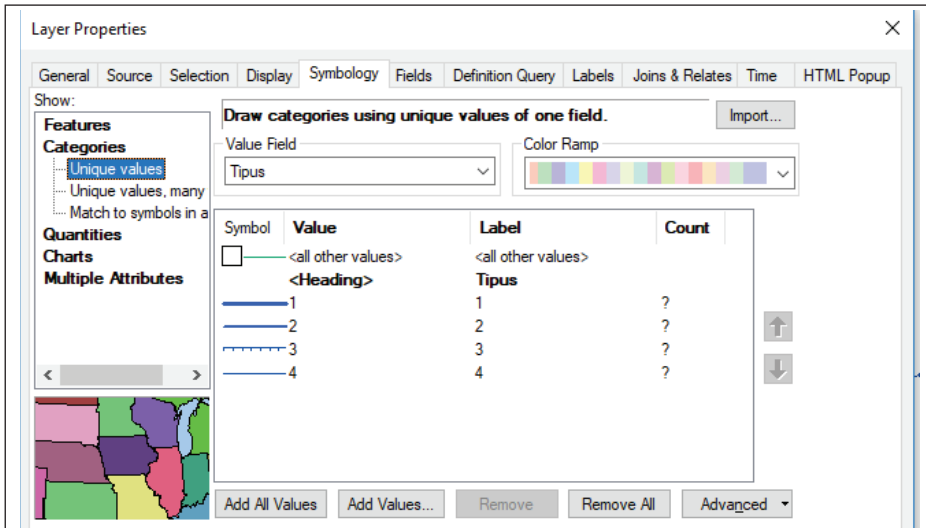 Layer Properties
General Source Selection Display Symbology Fields Definition Query Labels Joins & Relates Time HTML Popup
Show:
Features
Categories
Unique values
Unique values, many
Match to symbols in a
Quantities
Charts
Multiple Attributes
Draw categories using unique values of one field.
Import...
Value Field
Tipus
Color Ramp
Symbol Value Label Count
<all other values> <all other values>
<Heading> Tipus
1 1 ?
2 2 ?
3 3 ?
4 4 ?
Add All Values Add Values... Remove Remove All Advanced